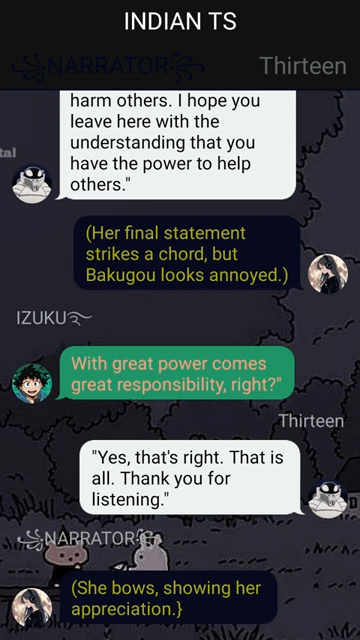 INDIAN TS
NARRATOR
Thirteen
harm others. I hope you
leave here with the
understanding that you
have the power to help
others."
tal
(Her final statement
strikes a chord, but
Bakugou looks annoyed.)
IZUKU
With great power comes
great responsibility, right?"
Thirteen
"Yes, that's right. That is
all. Thank you for
listening."
NARRATOR
(She bows, showing her
appreciation.}